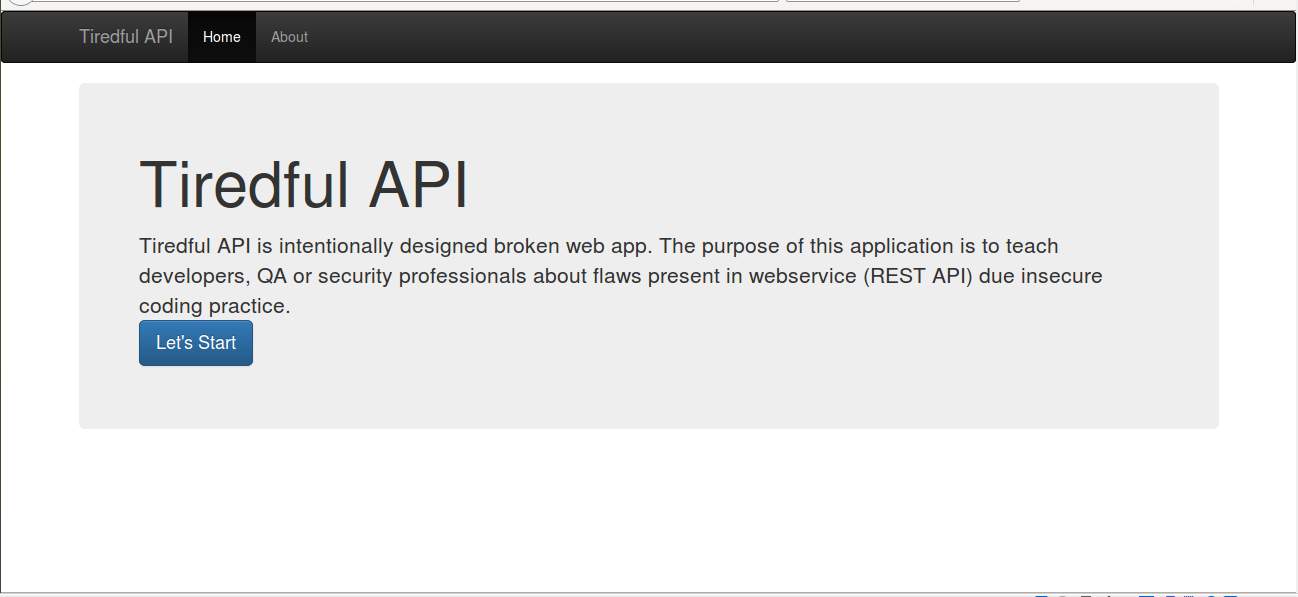 Tiredful API Home About
Tiredful API
Tiredful API is intentionally designed broken web app. The purpose of this application is to teach
developers, QA or security professionals about flaws present in webservice (REST API) due insecure
coding practice.
Let's Start